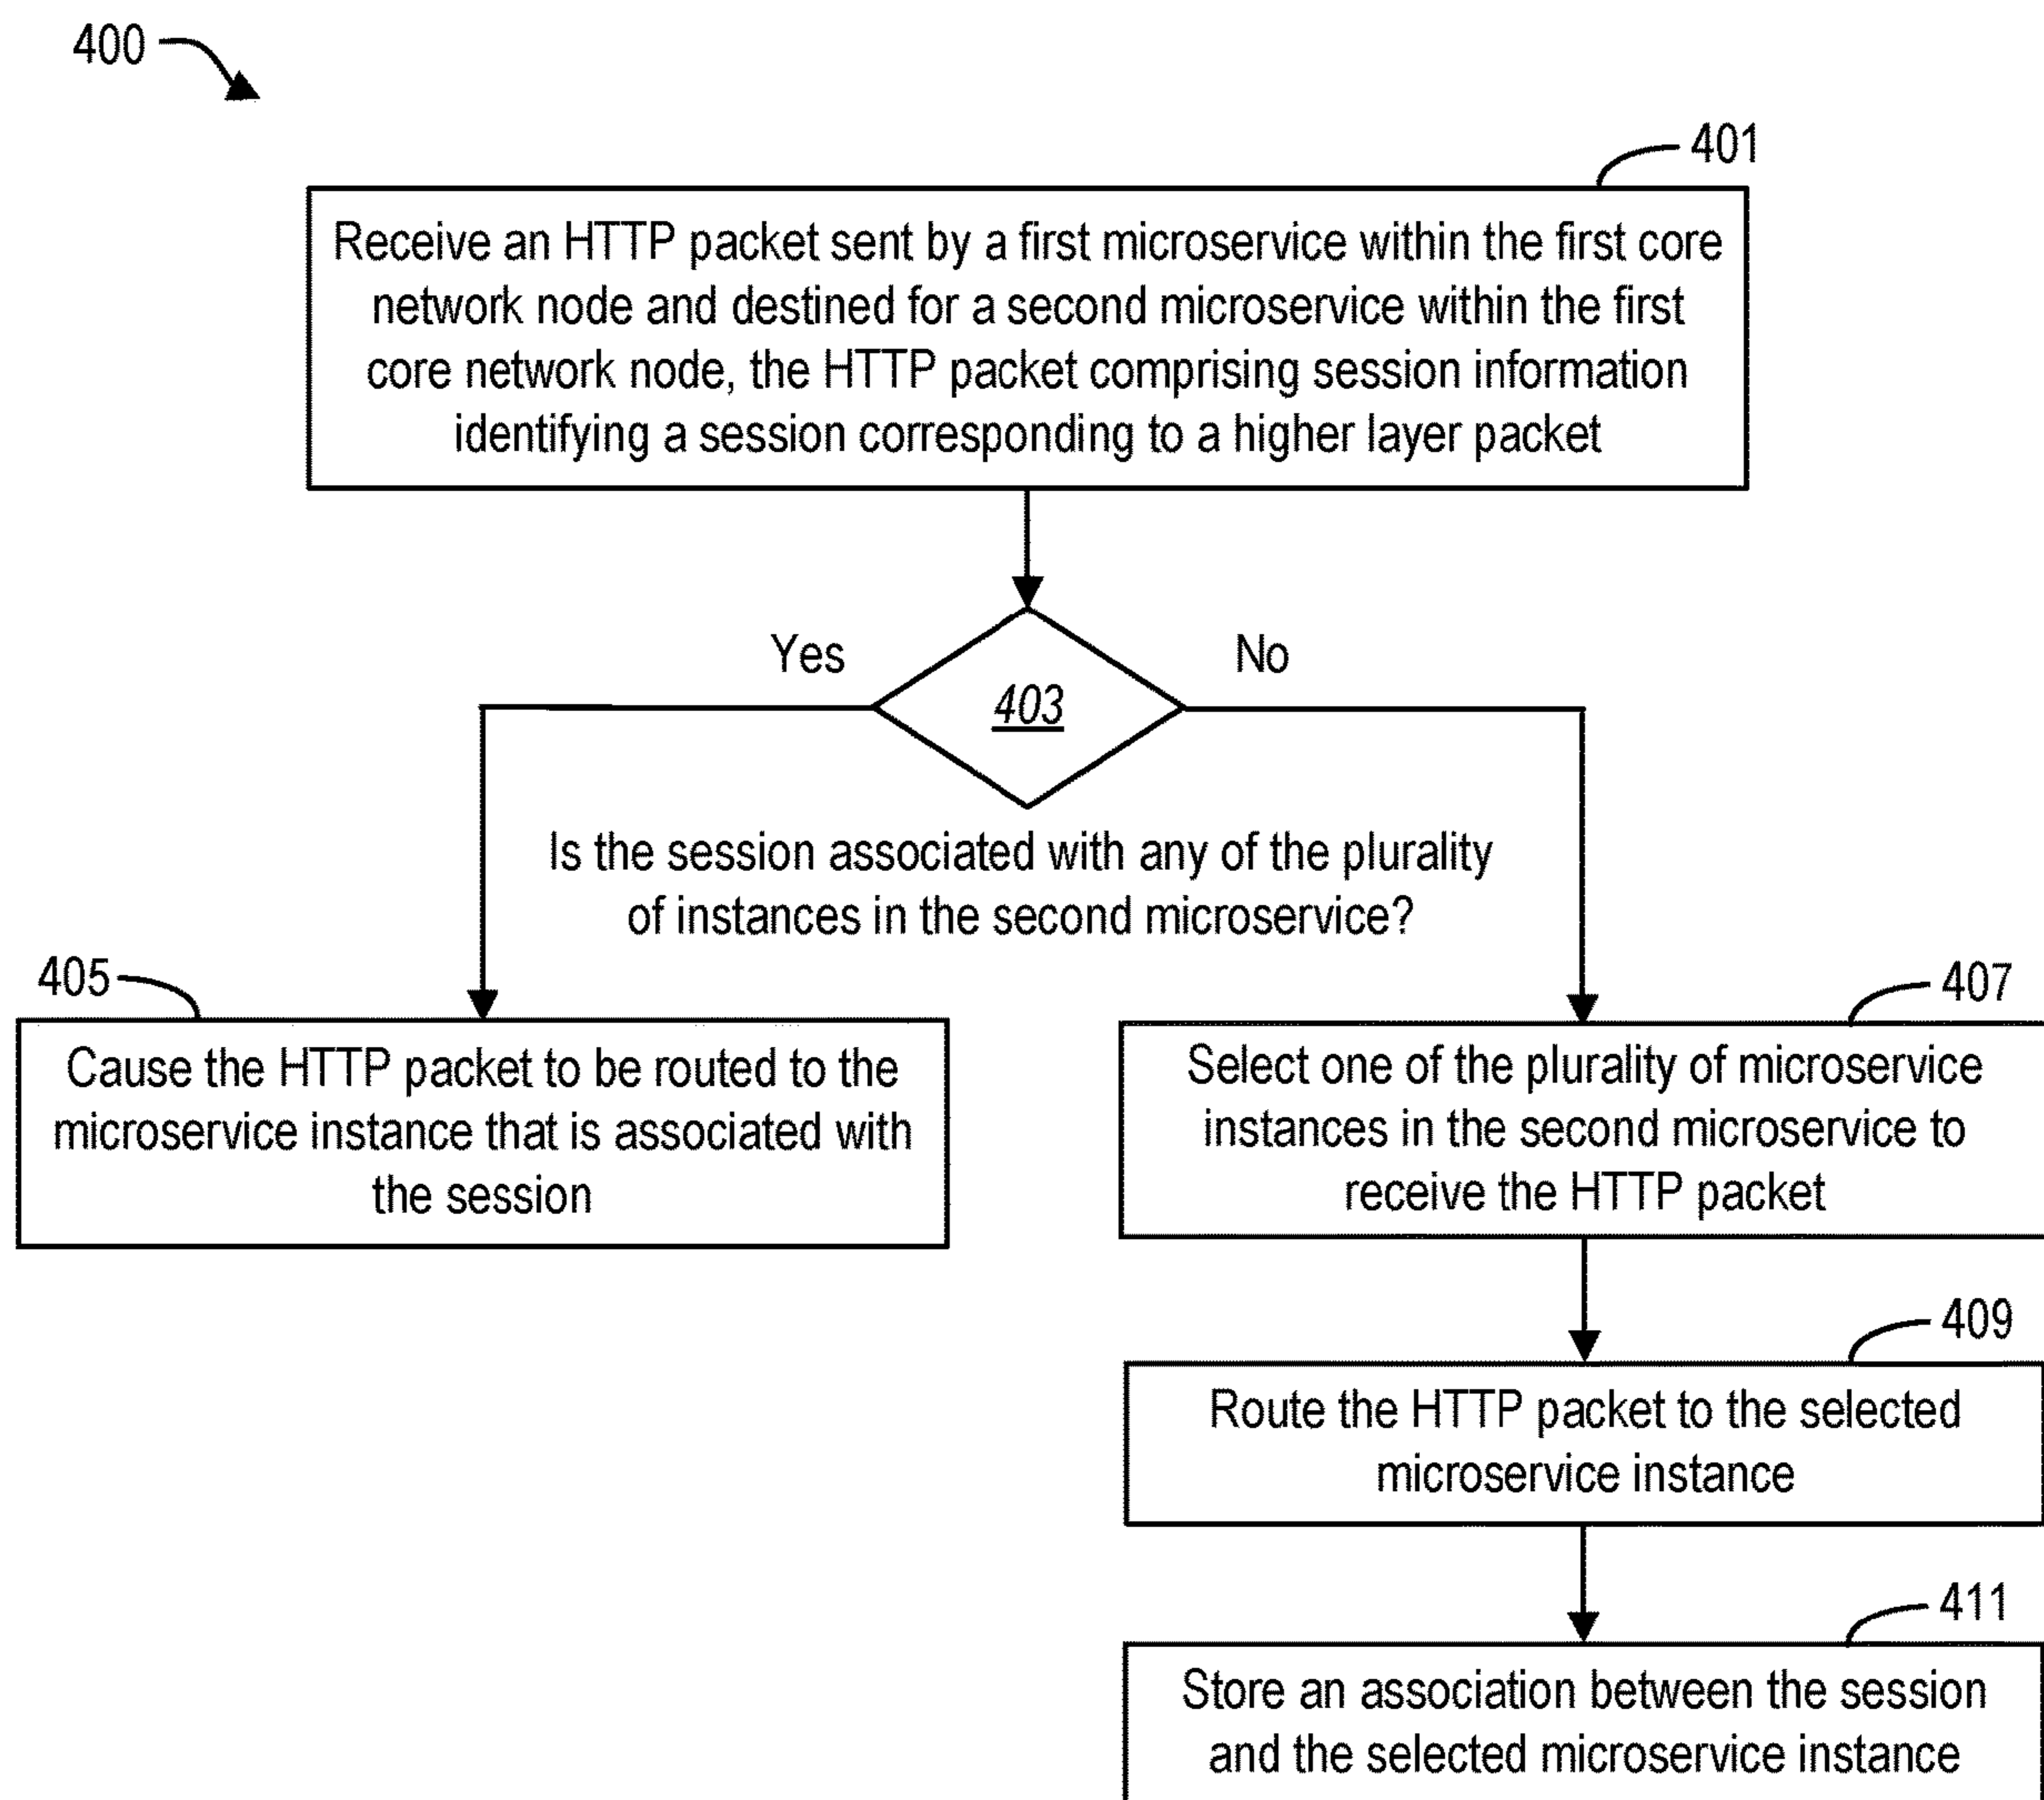 400
401
Receive an HTTP packet sent by a first microservice within the first core
network node and destined for a second microservice within the first
core network node, the HTTP packet comprising session information
identifying a session corresponding to a higher layer packet
Yes
No
403
Is the session associated with any of the plurality
of instances in the second microservice?
405
Cause the HTTP packet to be routed to the
microservice instance that is associated with
the session
407
Select one of the plurality of microservice
instances in the second microservice to
receive the HTTP packet
409
Route the HTTP packet to the selected
microservice instance
411
Store an association between the session
and the selected microservice instance